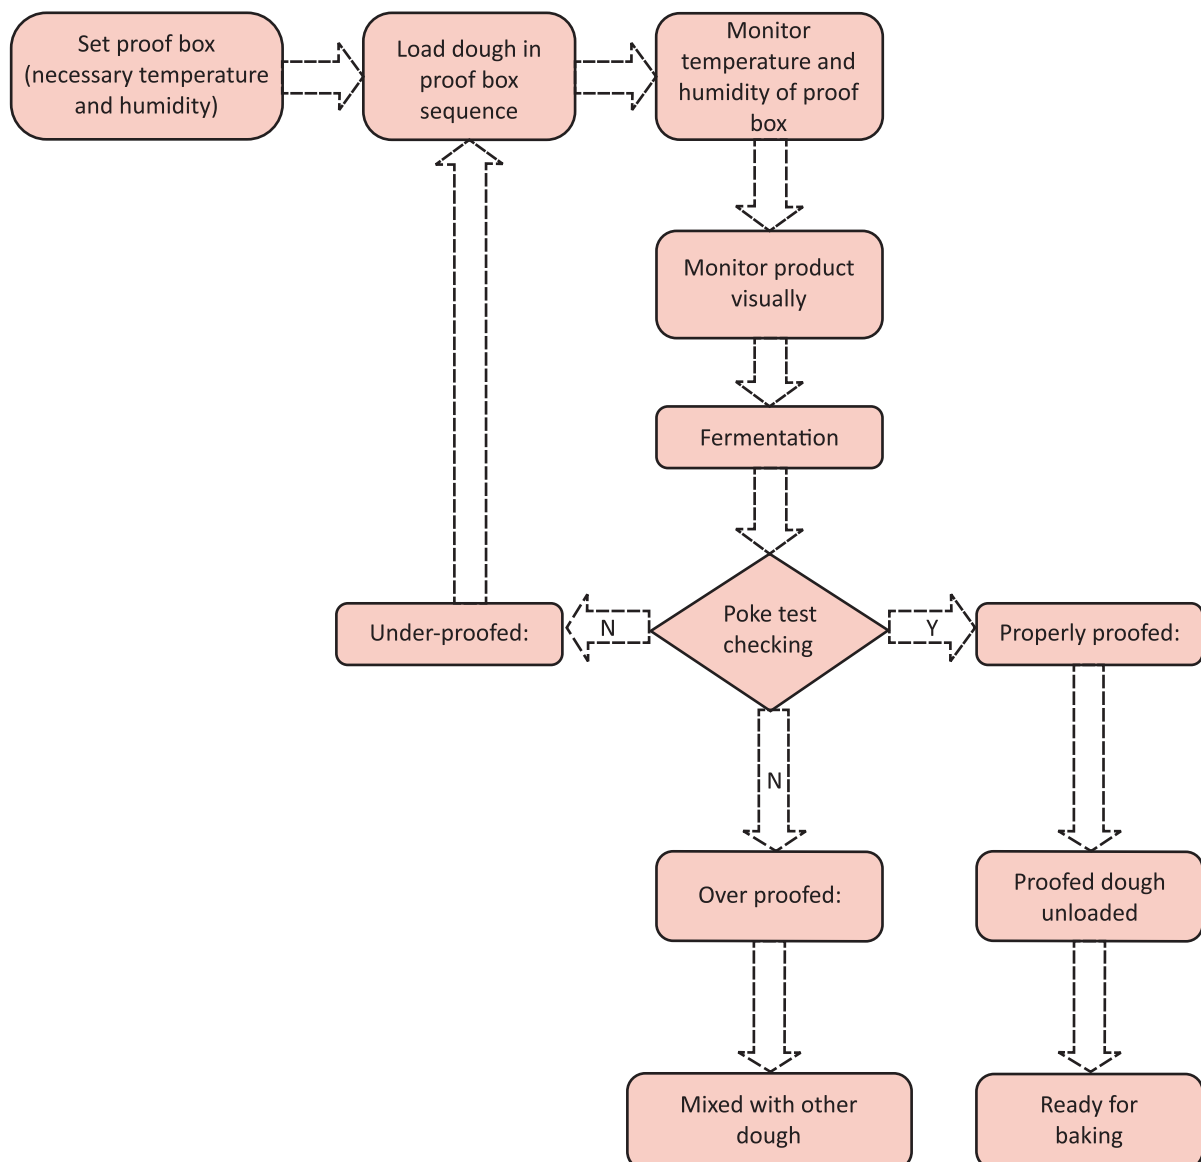 Set proof box
(necessary temperature
and humidity)
Load dough in
proof box
sequence
Monitor
temperature and
humidity of proof
box
Monitor product
visually
Fermentation
Poke test
checking
N
Under-proofed:
Y
Properly proofed:
N
Over proofed:
Proofed dough
unloaded
Mixed with other
dough
Ready for
baking